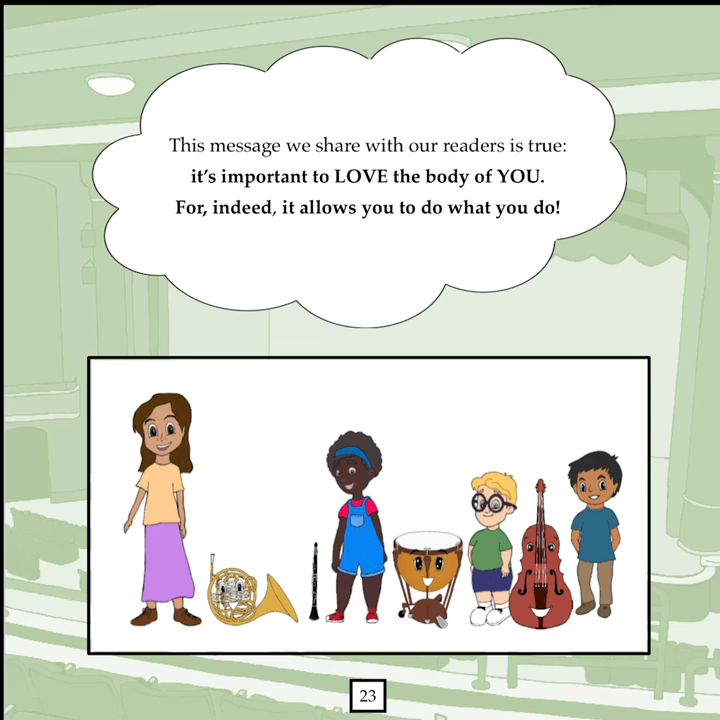 This message we share with our readers is true:
it’s important to LOVE the body of YOU.
For, indeed, it allows you to do what you do!
23